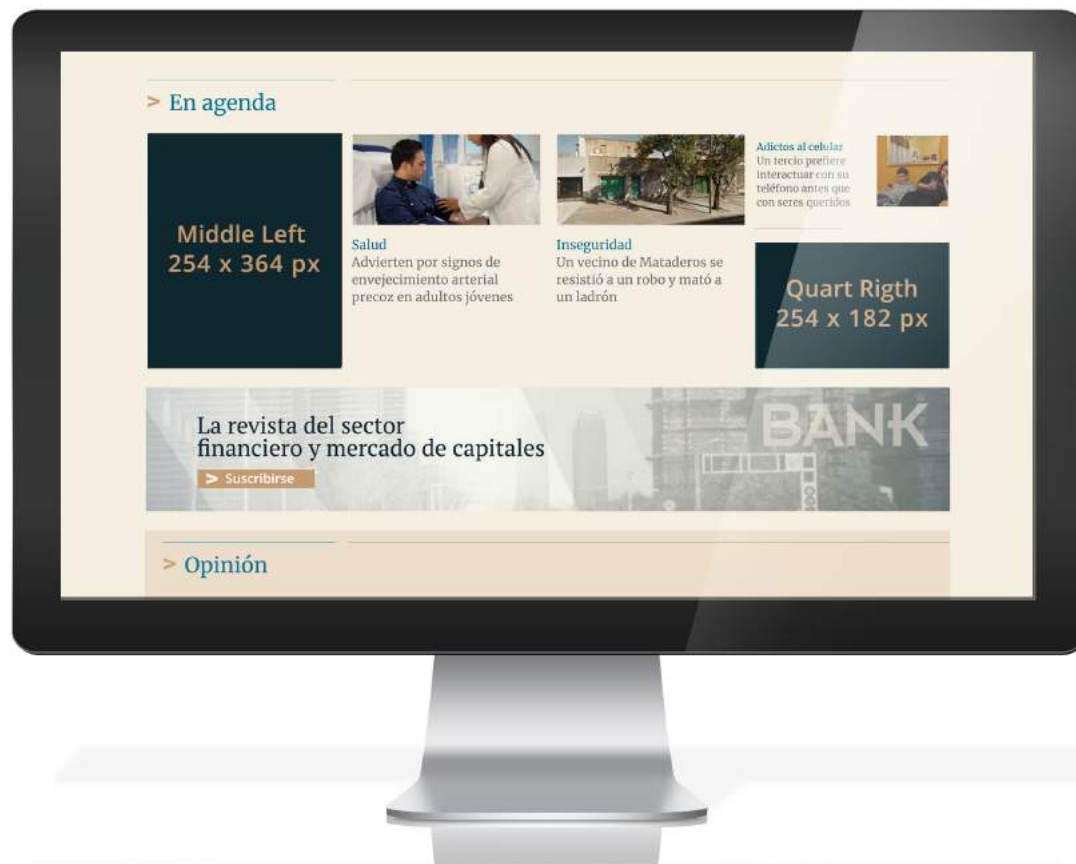 > En agenda
Middle Left
254 x 364 px
Salud
Advierten por signos de
envejecimiento arterial
precoz en adultos jóvenes
Inseguridad
Un vecino de Mataderos se
resistió a un robo y mató a
un ladrón
Adictos al celular
Un tercio prefiere
interactuar con su
teléfono antes que
con seres queridos
Quart Rigth
254 x 182 px
La revista del sector
financiero y mercado de capitales
> Suscribirse
BANK
> Opinión